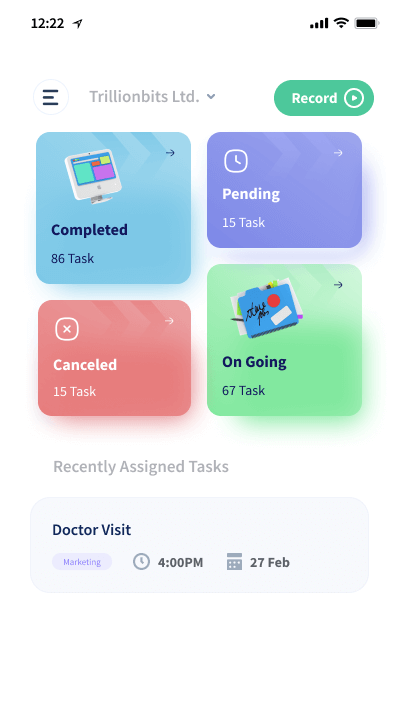 12:22
Trillionbits Ltd.
Record
Completed
86 Task
Pending
15 Task
Canceled
15 Task
On Going
67 Task
Recently Assigned Tasks
Doctor Visit
Marketing
4:00PM
27 Feb